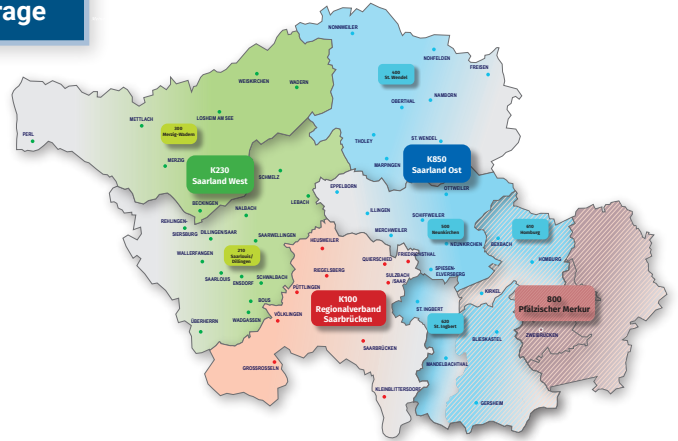 rage
NONNWEILER
NOHFELDEN
FREISEN
WEISKIRCHEN
WADERN
400
St. Wendel
OBERTHAL
NAMBORN
METTLACH
LOSHEIM AM SEE
300
Merzig-Wadern
PERL
THOLEY
ST. WENDEL
MERZIG
MARPINGEN
K230
Saarland West
K850
Saarland Ost
SCHMELZ
EPPELBORN
OTTWEILER
LEBACH
BECKINGEN
NALBACH
ILLINGEN
SCHIFFWEILER
REHLINGEN-
SIERSBURG
DILLINGEN/SAAR
SAARWELLINGEN
MERCHWEILER
500
Neunkirchen
610
Homburg
NEUNKIRCHEN
BEXBACH
HEUSWEILER
WALLERFANGEN
210
Saarlouis/
Dillingen
QUIERSCHIED
FRIEDRICHSTHAL
HOMBURG
SPIESEN-
ELVERSBERG
SAARLOUIS
ENSDORF
SCHWALBACH
RIEGELSBERG
SULZBACH
/SAAR
PÜTTLINGEN
KIRKEL
BOUS
K100
Regionalverband
Saarbrücken
ST. INGBERT
800
Pfälzischer Merkur
ÜBERHERRN
WADGASSEN
VÖLKLINGEN
620
St. Ingbert
BLIESKASTEL
ZWEIBRÜCKEN
SAARBRÜCKEN
GROSSROSSELN
MANDELBACHTHAL
KLEINBLITTERSDORF
GERSHEIM